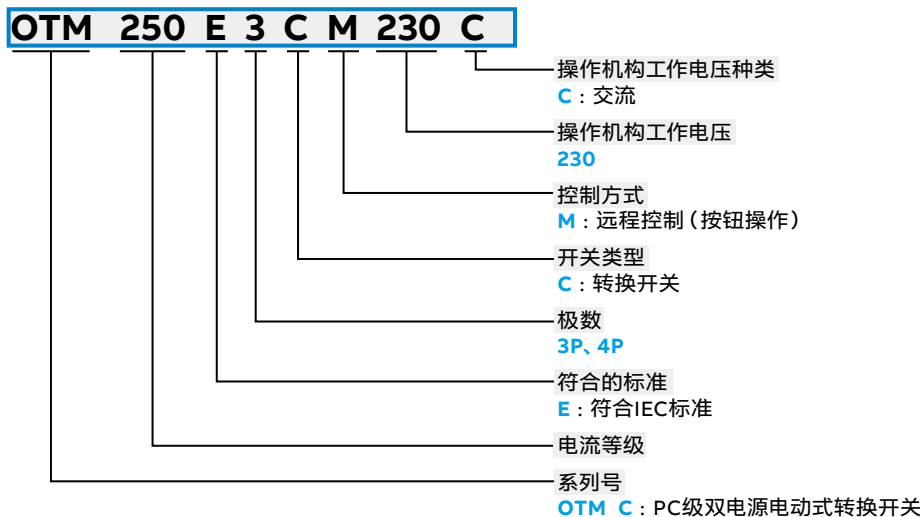 OTM 250 E 3 C M 230 C
操作机构工作电压种类
C：交流
操作机构工作电压
230
控制方式
M：远程控制（按钮操作）
开关类型
C：转换开关
极数
3P、4P
符合的标准
E：符合IEC标准
电流等级
系列号
OTM C：PC级双电源电动式转换开关